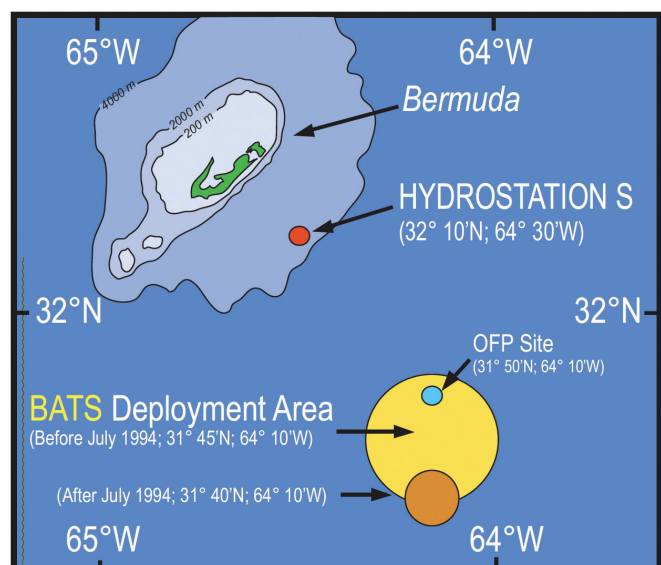 65°W
64°W
4000 m
2000 m
200 m
Bermuda
HYDROSTATION S
(32° 10'N; 64° 30'W)
32°N
32°N
OFP Site
(31° 50'N; 64° 10'W)
BATS Deployment Area
(Before July 1994; 31° 45'N; 64° 10'W)
(After July 1994; 31° 40'N; 64° 10'W)
65°W
64°W